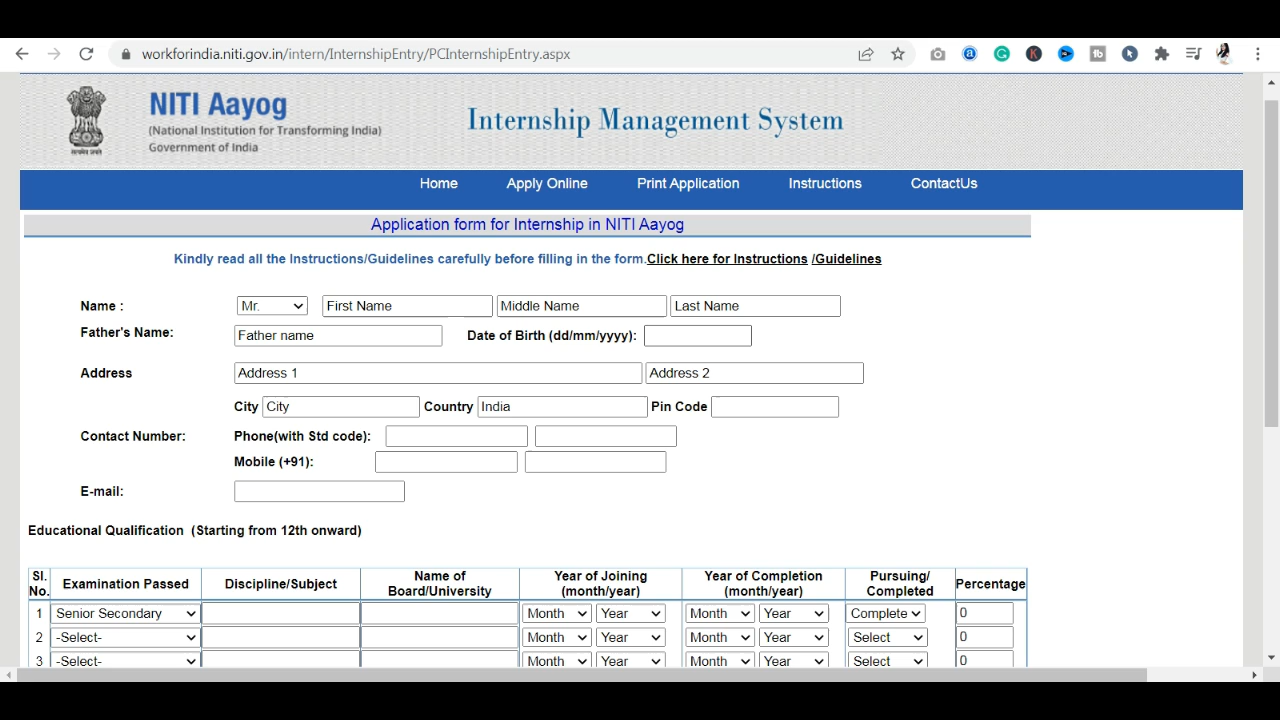 workforindia.niti.gov.in/intern/InternshipEntry/PCInternshipEntry.aspx
NITI Aayog
(National Institution for Transforming India)
Government of India
Internship Management System
सत्यमेव जयते
Home Apply Online Print Application Instructions ContactUs
Application form for Internship in NITI Aayog
Kindly read all the Instructions/Guidelines carefully before filling in the form.Click here for Instructions /Guidelines
Name : Mr. First Name Middle Name Last Name
Father's Name: Father name Date of Birth (dd/mm/yyyy):
Address Address 1 Address 2
City City Country India Pin Code
Contact Number: Phone(with Std code):
Mobile (+91):
E-mail:
Educational Qualification (Starting from 12th onward)
Sl. No. Examination Passed Discipline/Subject Name of Board/University Year of Joining (month/year) Year of Completion (month/year) Pursuing/ Completed Percentage
1 Senior Secondary Month Year Month Year Complete 0
2 -Select- Month Year Month Year Select 0
3 -Select- Month Year Month Year Select 0